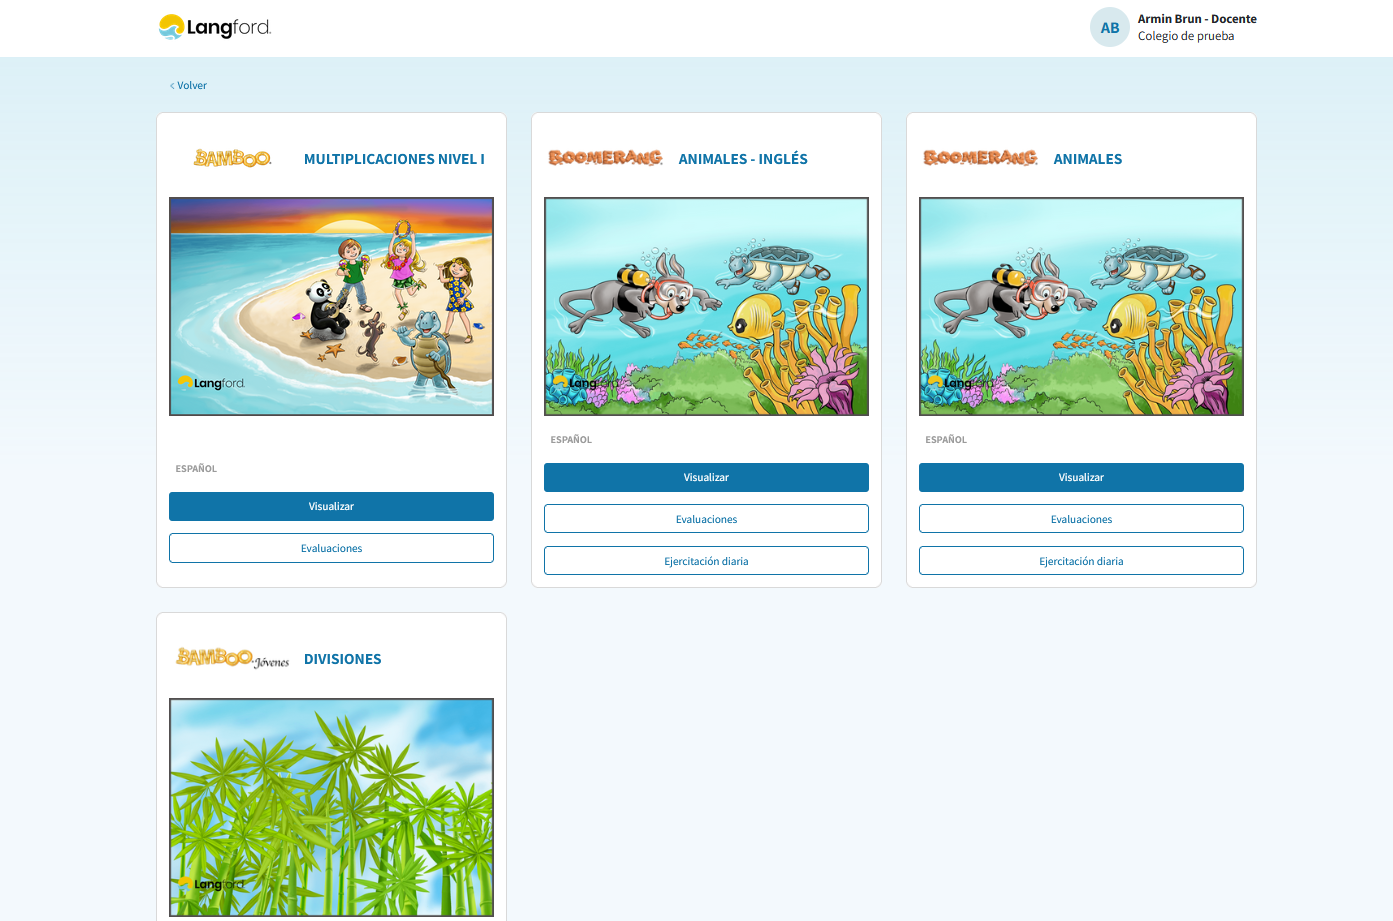 Langford.
AB
Armin Brun - Docente
Colegio de prueba
< Volver
BAMBOO
MULTIPLICACIONES NIVEL I
Langford.
ESPAÑOL
Visualizar
Evaluaciones
BOOMERANG
ANIMALES - INGLÉS
Langford.
ESPAÑOL
Visualizar
Evaluaciones
Ejercitación diaria
BOOMERANG
ANIMALES
Langford.
ESPAÑOL
Visualizar
Evaluaciones
Ejercitación diaria
BAMBOO Jóvenes
DIVISIONES
Langford.